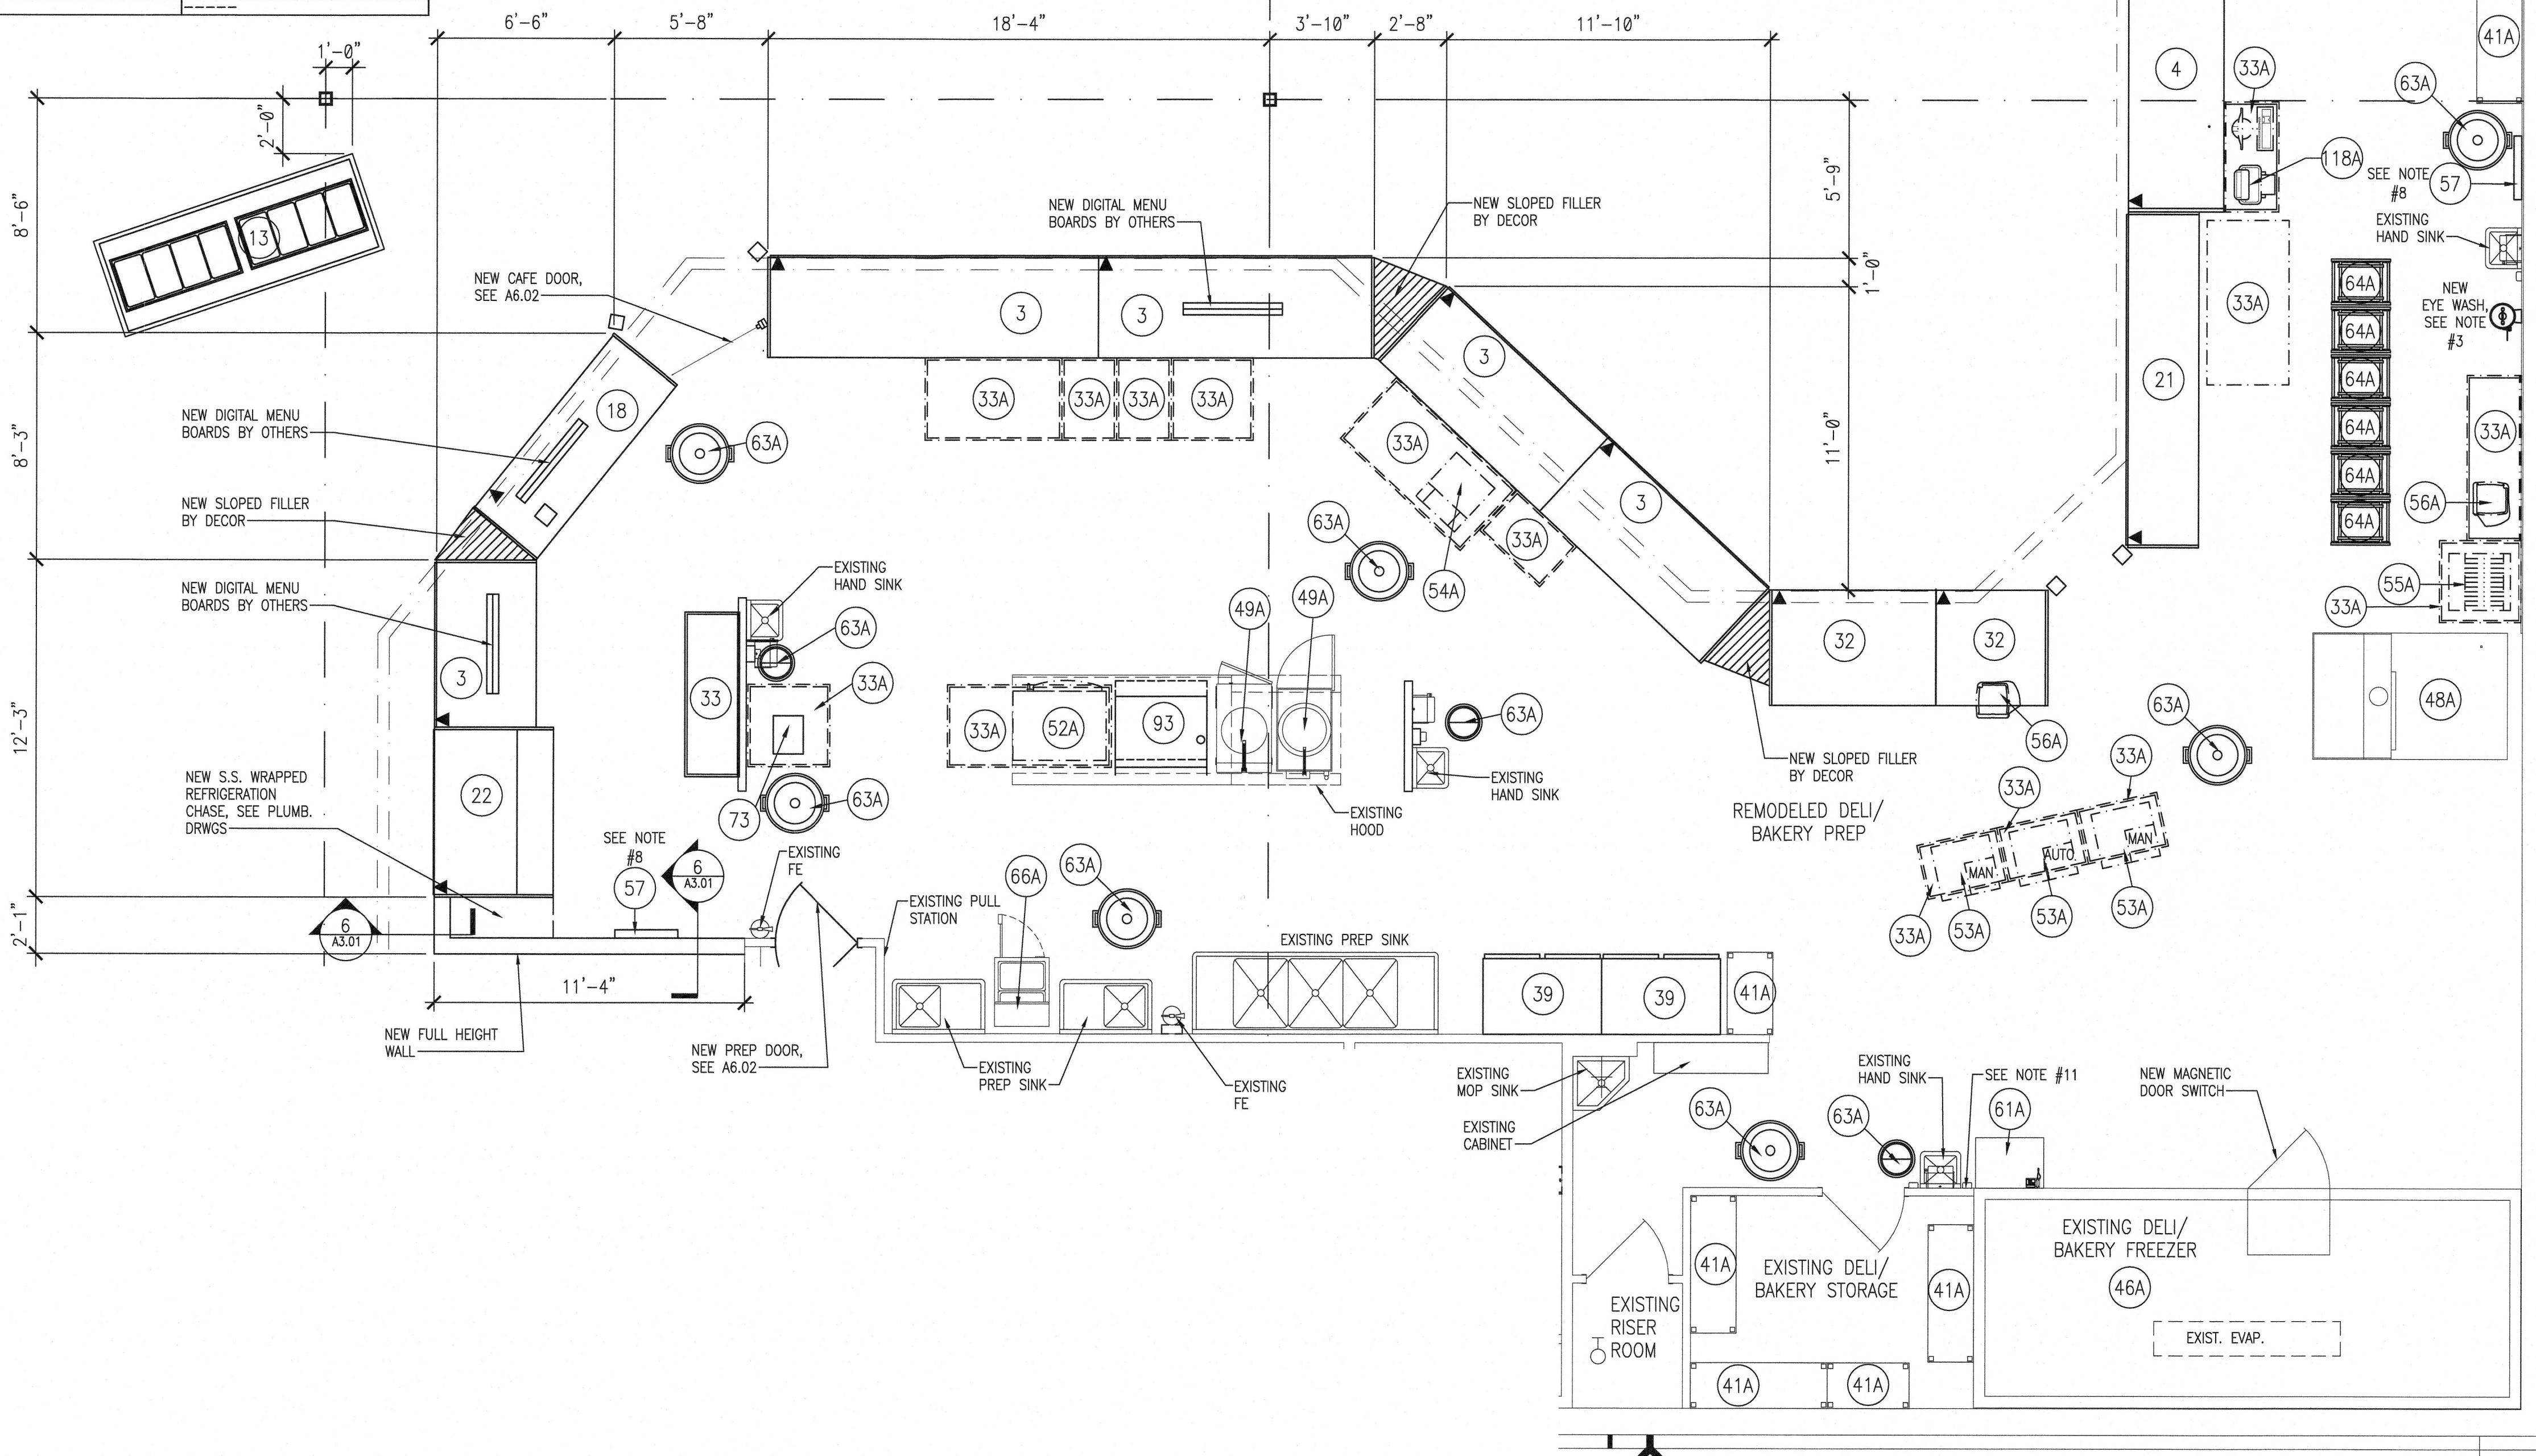 6'-6"
5'-8"
18'-4"
3'-10"
2'-8"
11'-10"
1'-0"
2'-0"
8'-6"
8'-3"
12'-3"
2'-1"
5'-9"
1'-0"
11'-0"
11'-4"
41A
4
33A
63A
118A
SEE NOTE
#8
57
EXISTING
HAND SINK
13
NEW DIGITAL MENU
BOARDS BY OTHERS
NEW SLOPED FILLER
BY DECOR
NEW CAFE DOOR,
SEE A6.02
3
3
3
33A
33A
33A
33A
18
63A
NEW DIGITAL MENU
BOARDS BY OTHERS
NEW SLOPED FILLER
BY DECOR
33A
54A
33A
3
63A
21
33A
64A
64A
64A
64A
64A
64A
NEW
EYE WASH,
SEE NOTE
#3
33A
56A
55A
33A
48A
NEW DIGITAL MENU
BOARDS BY OTHERS
3
EXISTING
HAND SINK
63A
33
33A
73
63A
22
NEW S.S. WRAPPED
REFRIGERATION
CHASE, SEE PLUMB.
DRWGS
SEE NOTE
#8
57
6
A3.01
6
A3.01
EXISTING
FE
49A
49A
33A
52A
93
63A
EXISTING
HAND SINK
EXISTING
HOOD
32
32
56A
NEW SLOPED FILLER
BY DECOR
REMODELED DELI/
BAKERY PREP
63A
33A
33A
MAN
AUTO.
MAN
33A
53A
53A
53A
EXISTING PULL
STATION
66A
63A
EXISTING PREP SINK
39
39
41A
NEW FULL HEIGHT
WALL
NEW PREP DOOR,
SEE A6.02
EXISTING
PREP SINK
EXISTING
FE
EXISTING
MOP SINK
EXISTING
CABINET
63A
63A
EXISTING
HAND SINK
SEE NOTE #11
61A
NEW MAGNETIC
DOOR SWITCH
EXISTING DELI/
BAKERY FREEZER
46A
EXIST. EVAP.
41A
EXISTING DELI/
BAKERY STORAGE
41A
EXISTING
RISER
ROOM
41A
41A